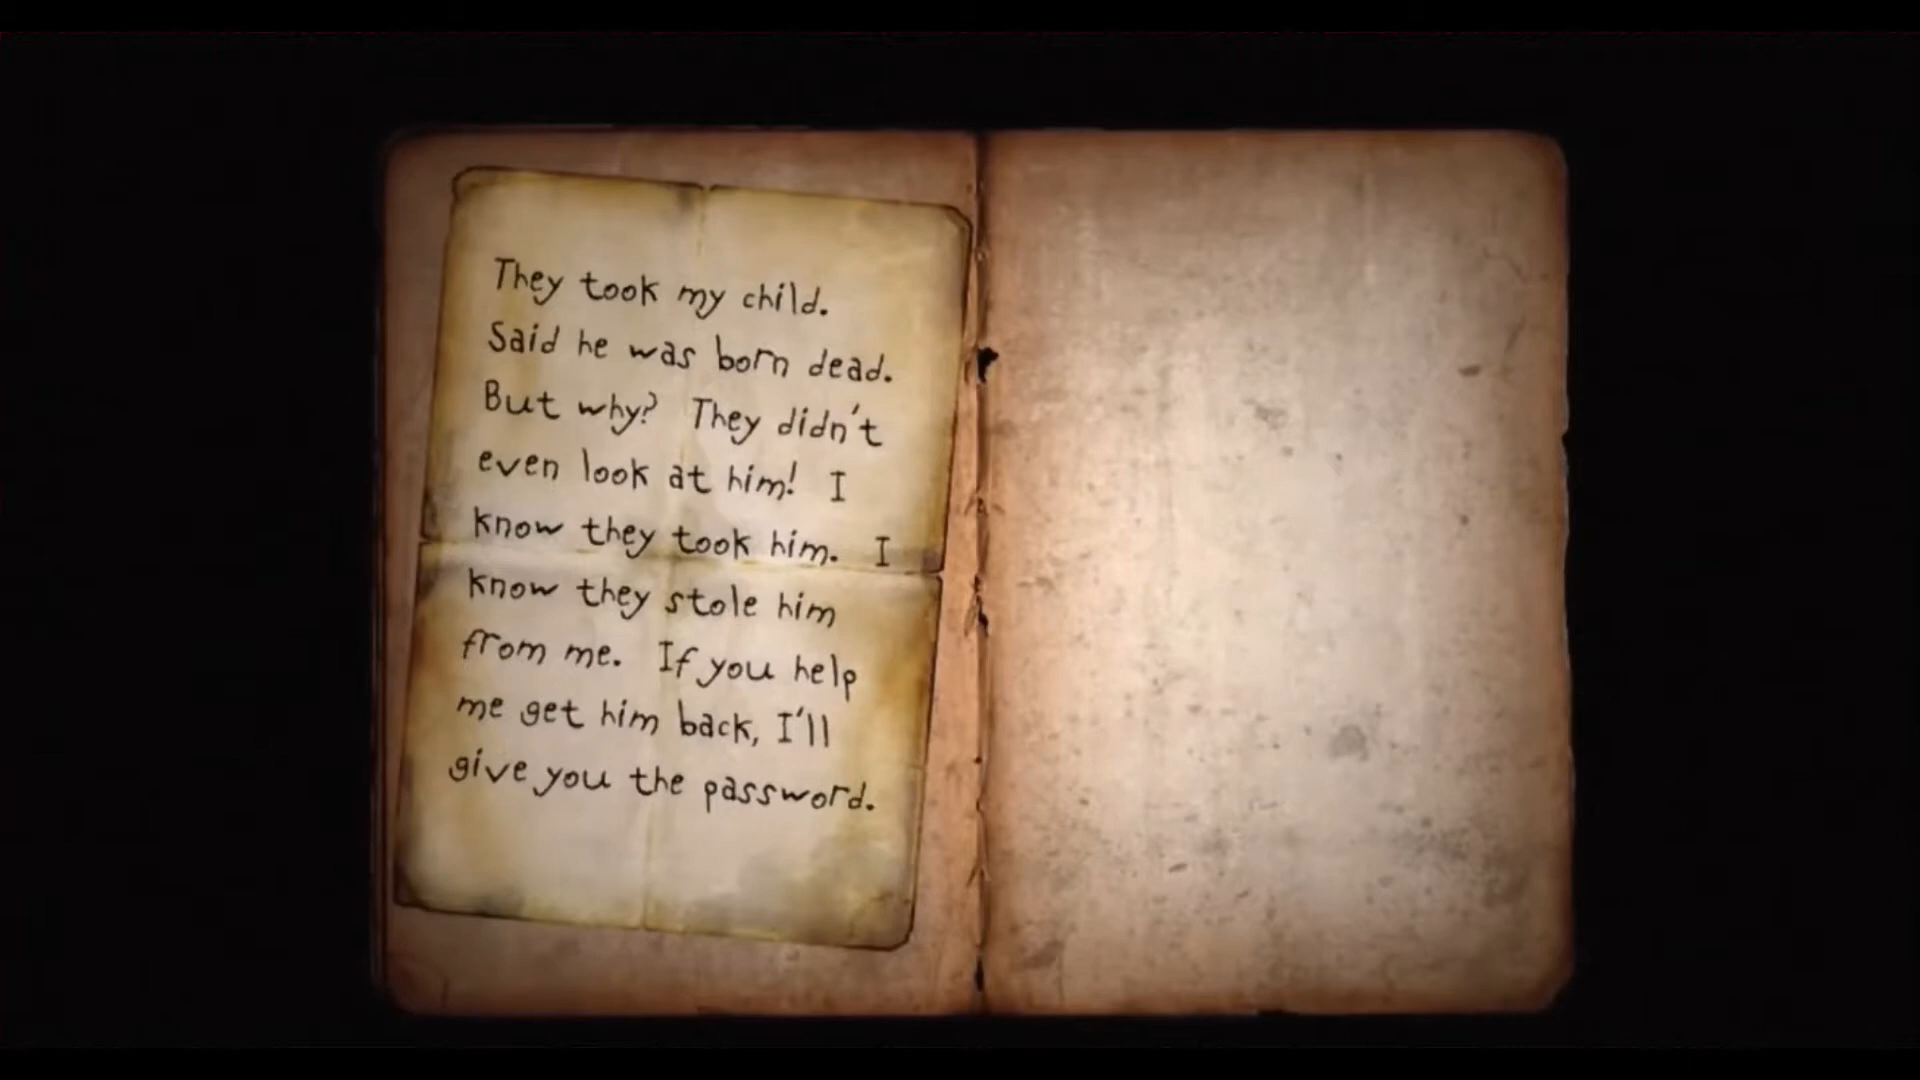 They took my child.
Said he was born dead.
But why? They didn't
even look at him! I
know they took him. I
know they stole him
from me. If you help
me get him back, I'll
give you the password.